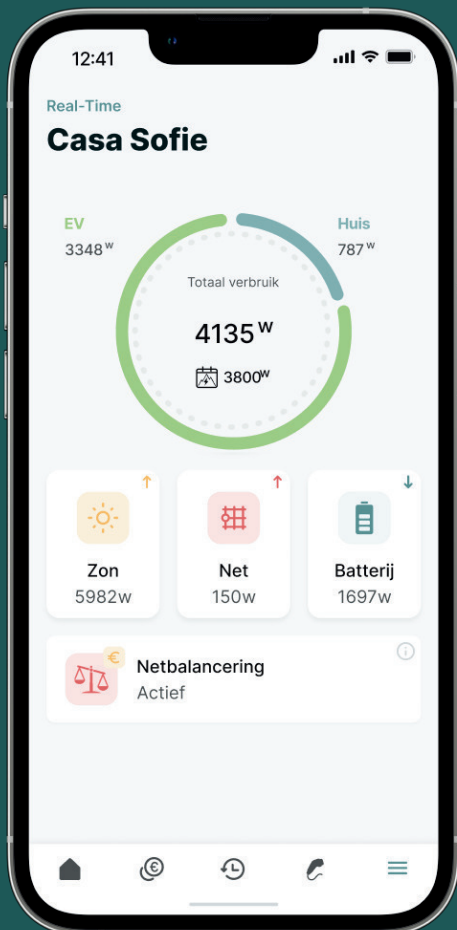 12:41
Real-Time
Casa Sofie
EV
3348 W
Huis
787 W
Totaal verbruik
4135 W
3800W
Zon
5982w
Net
150w
Batterij
1697w
€
Netbalancering
Actief
€